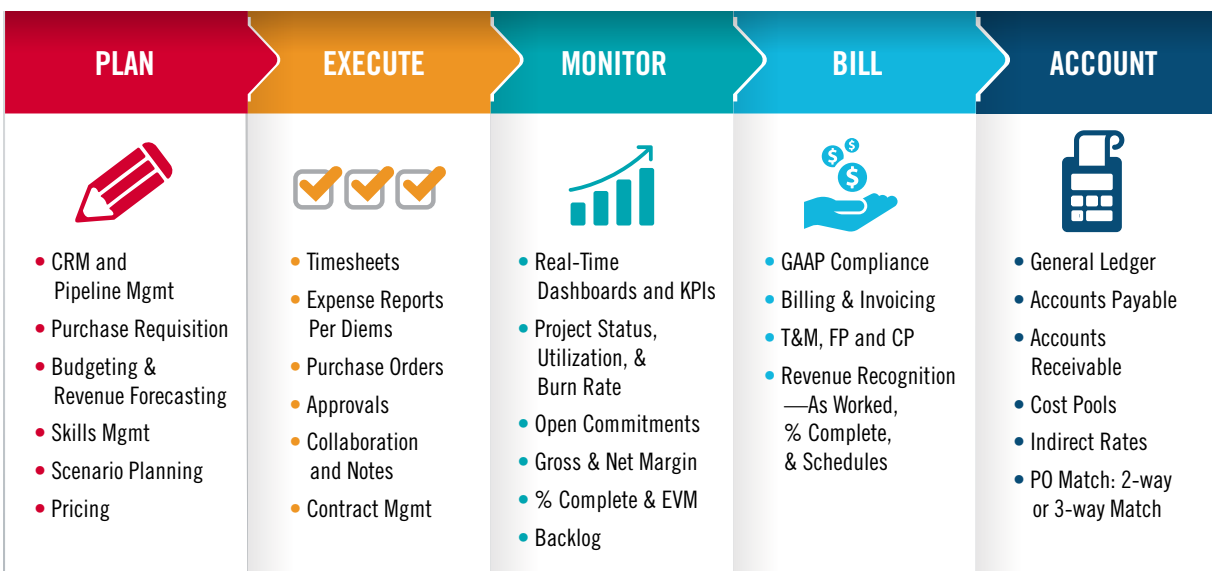 PLAN
EXECUTE
MONITOR
BILL
ACCOUNT
• CRM and
Pipeline Mgmt
• Purchase Requisition
• Budgeting &
Revenue Forecasting
• Skills Mgmt
• Scenario Planning
• Pricing
• Timesheets
• Expense Reports
Per Diems
• Purchase Orders
• Approvals
• Collaboration
and Notes
• Contract Mgmt
• Real-Time
Dashboards and KPIs
• Project Status,
Utilization, &
Burn Rate
• Open Commitments
• Gross & Net Margin
• % Complete & EVM
• Backlog
$
$
$
• GAAP Compliance
• Billing & Invoicing
• T&M, FP and CP
• Revenue Recognition
—As Worked,
% Complete,
& Schedules
• General Ledger
• Accounts Payable
• Accounts
Receivable
• Cost Pools
• Indirect Rates
• PO Match: 2-way
or 3-way Match